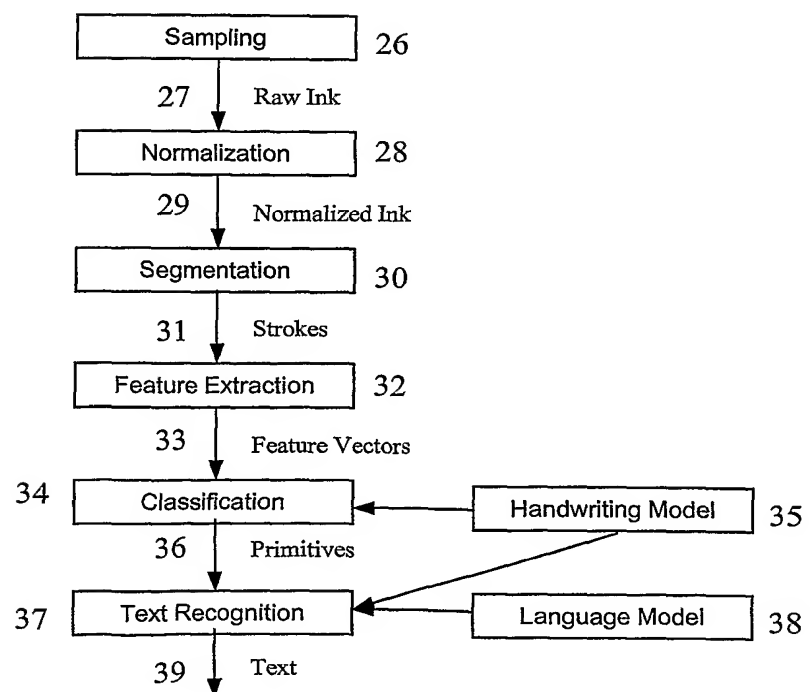 Sampling 26
27 Raw Ink
Normalization 28
29 Normalized Ink
Segmentation 30
31 Strokes
Feature Extraction 32
33 Feature Vectors
34 Classification Handwriting Model 35
36 Primitives
37 Text Recognition Language Model 38
39 Text